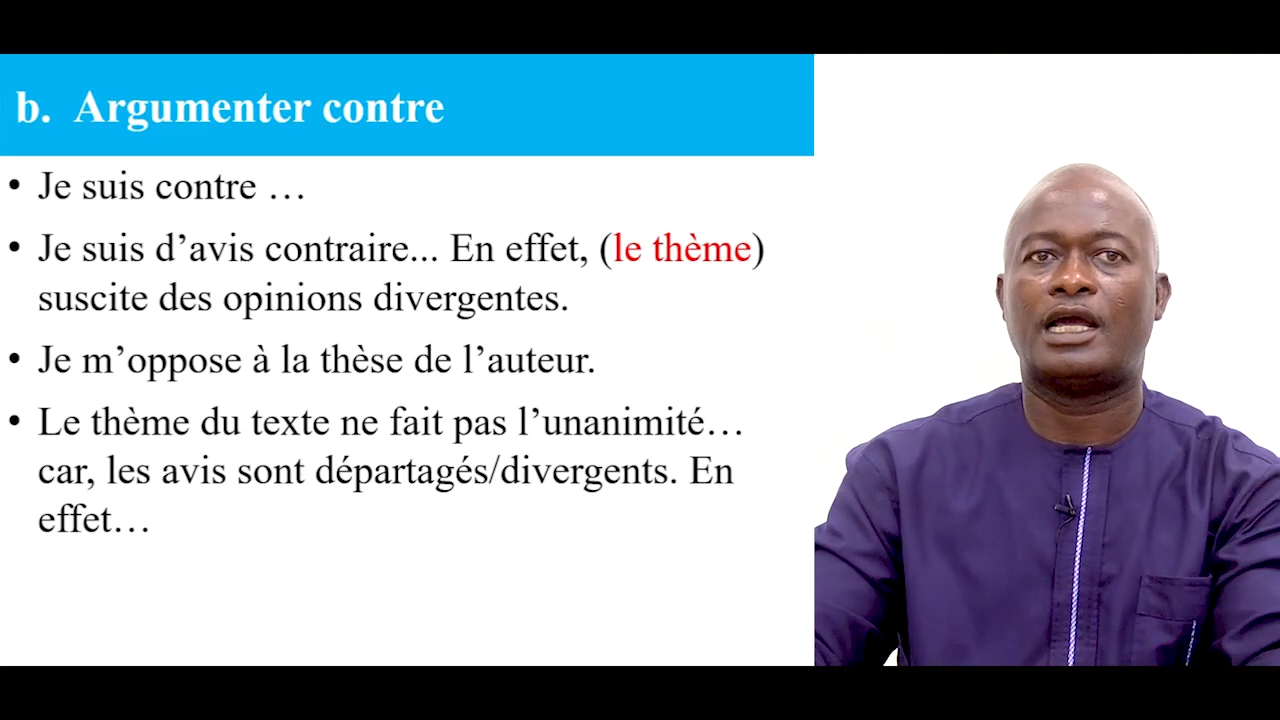 b. Argumenter contre
• Je suis contre …
• Je suis d’avis contraire... En effet, (le thème)
suscite des opinions divergentes.
• Je m’oppose à la thèse de l’auteur.
• Le thème du texte ne fait pas l’unanimité…
car, les avis sont départagés/divergents. En
effet…